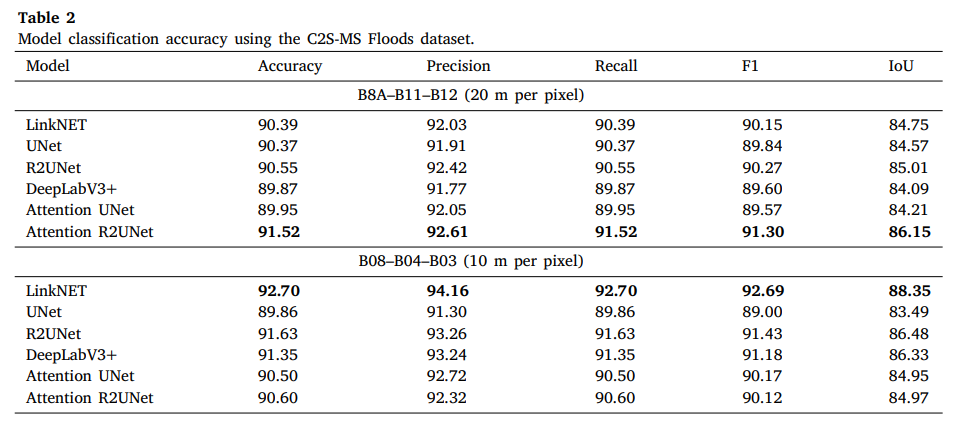 Table 2
Model classification accuracy using the C2S-MS Floods dataset.
Model Accuracy Precision Recall F1 IoU
B8A–B11–B12 (20 m per pixel)
LinkNET 90.39 92.03 90.39 90.15 84.75
UNet 90.37 91.91 90.37 89.84 84.57
R2UNet 90.55 92.42 90.55 90.27 85.01
DeepLabV3+ 89.87 91.77 89.87 89.60 84.09
Attention UNet 89.95 92.05 89.95 89.57 84.21
Attention R2UNet 91.52 92.61 91.52 91.30 86.15
B08–B04–B03 (10 m per pixel)
LinkNET 92.70 94.16 92.70 92.69 88.35
UNet 89.86 91.30 89.86 89.00 83.49
R2UNet 91.63 93.26 91.63 91.43 86.48
DeepLabV3+ 91.35 93.24 91.35 91.18 86.33
Attention UNet 90.50 92.72 90.50 90.17 84.95
Attention R2UNet 90.60 92.32 90.60 90.12 84.97